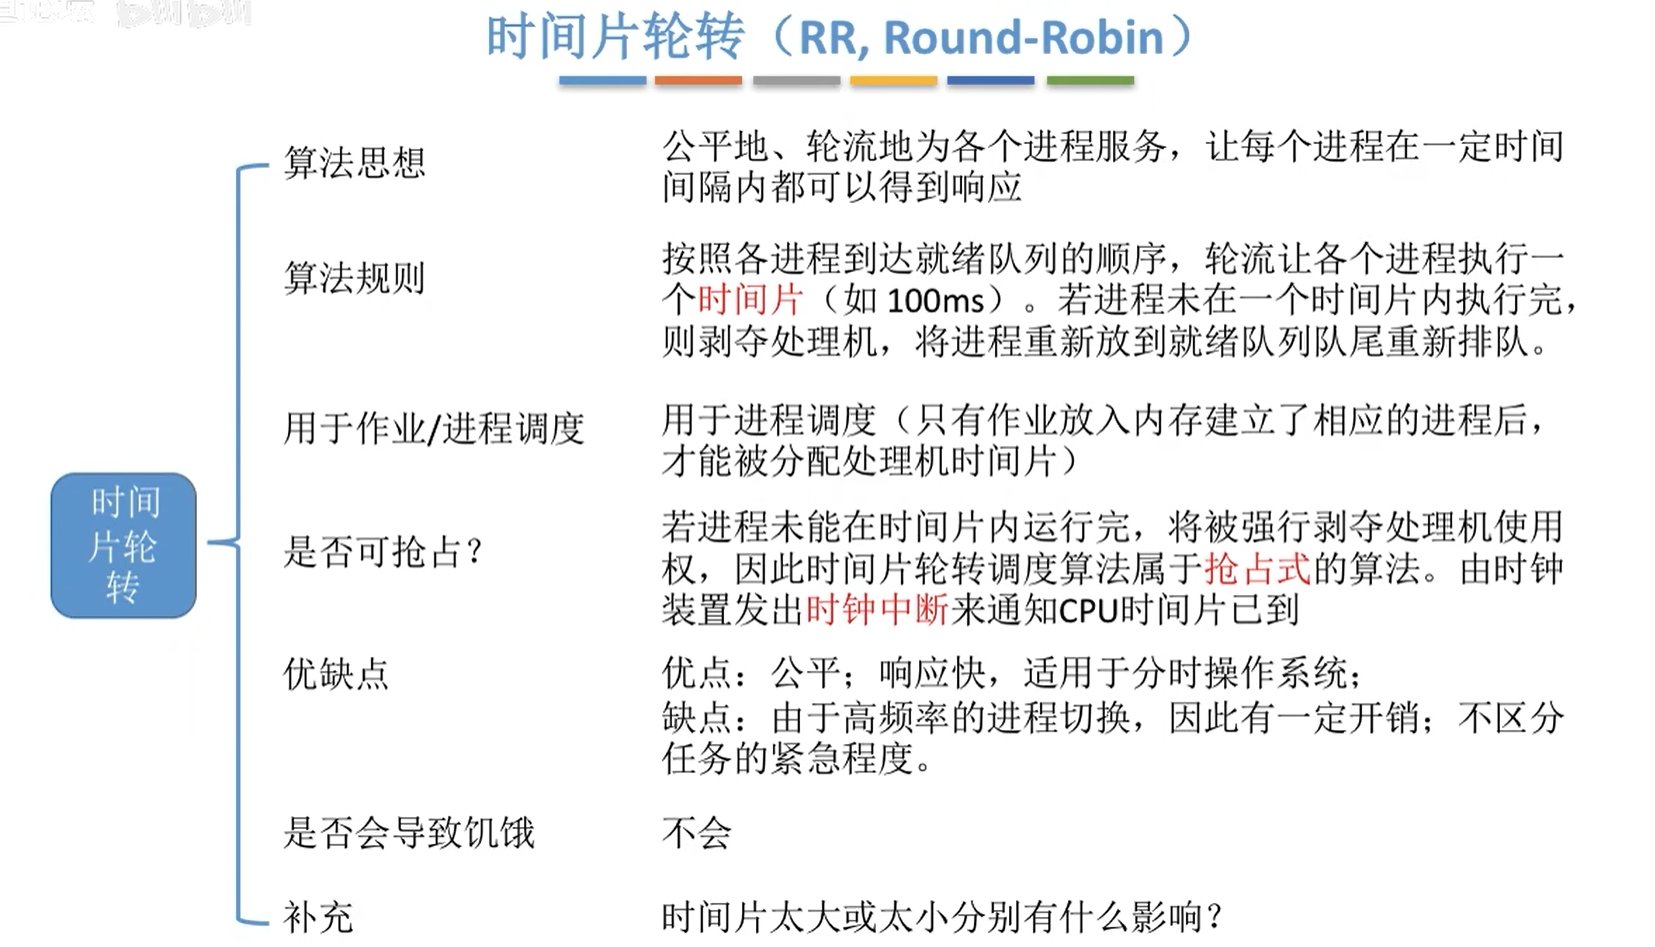 时间片轮转（RR, Round-Robin）
算法思想
公平地、轮流地为各个进程服务，让每个进程在一定时间
间隔内都可以得到响应
算法规则
按照各进程到达就绪队列的顺序，轮流让各个进程执行一
个时间片（如 100ms）。若进程未在一个时间片内执行完，
则剥夺处理机，将进程重新放到就绪队列队尾重新排队。
用于作业/进程调度
用于进程调度（只有作业放入内存建立了相应的进程后，
才能被分配处理机时间片）
时间
片轮
转
是否可抢占？
若进程未能在时间片内运行完，将被强行剥夺处理机使用
权，因此时间片轮转调度算法属于抢占式的算法。由时钟
装置发出时钟中断来通知CPU时间片已到
优缺点
优点：公平；响应快，适用于分时操作系统；
缺点：由于高频率的进程切换，因此有一定开销；不区分
任务的紧急程度。
是否会导致饥饿
不会
补充
时间片太大或太小分别有什么影响？